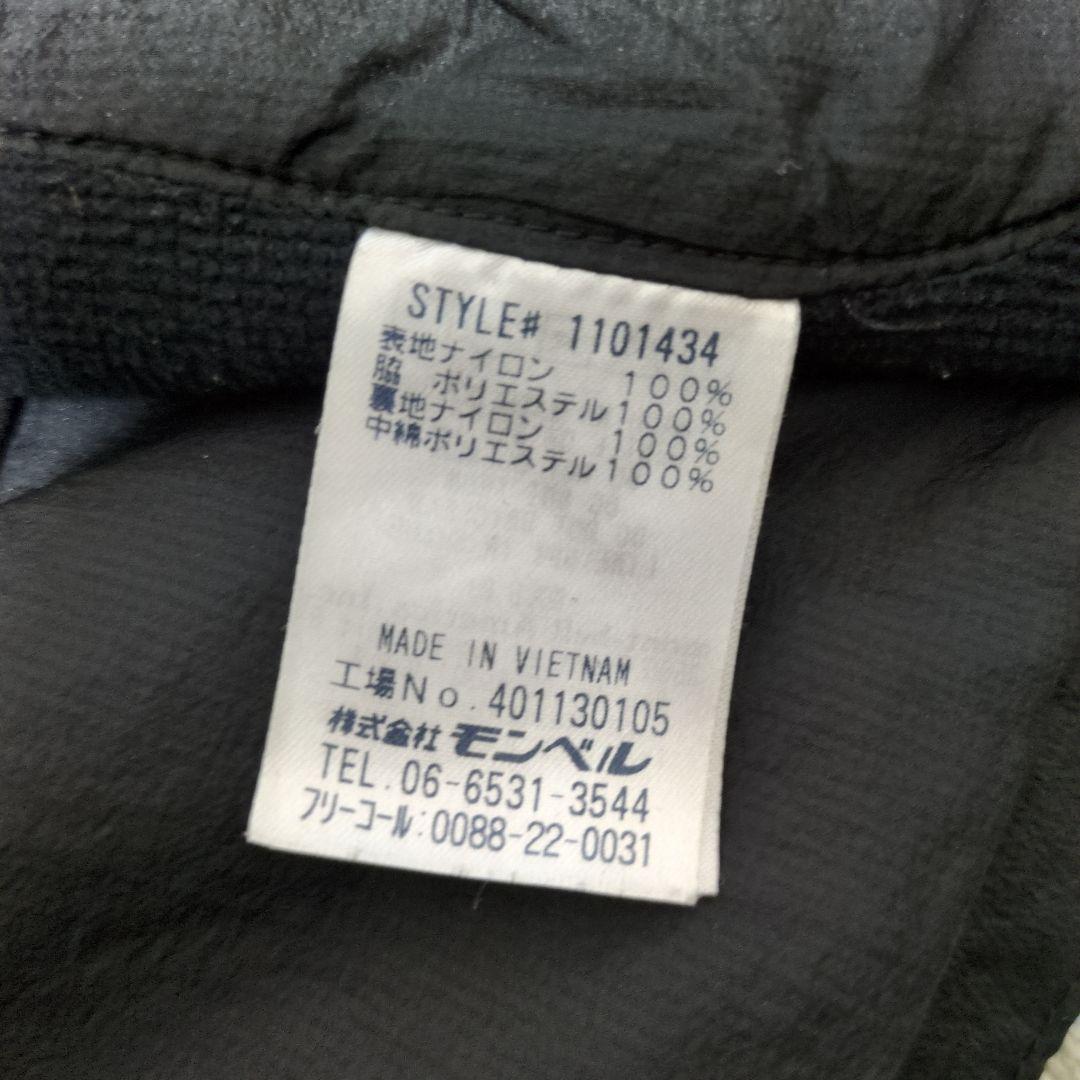 STYLE# 1101434
表地ナイロン 100%
脇 ポリエステル100%
裏地ナイロン 100%
中綿ポリエステル100%
MADE IN VIETNAM
工場No.401130105
株式会社 モンベル
TEL.06-6531-3544
フリーコール:0088-22-0031